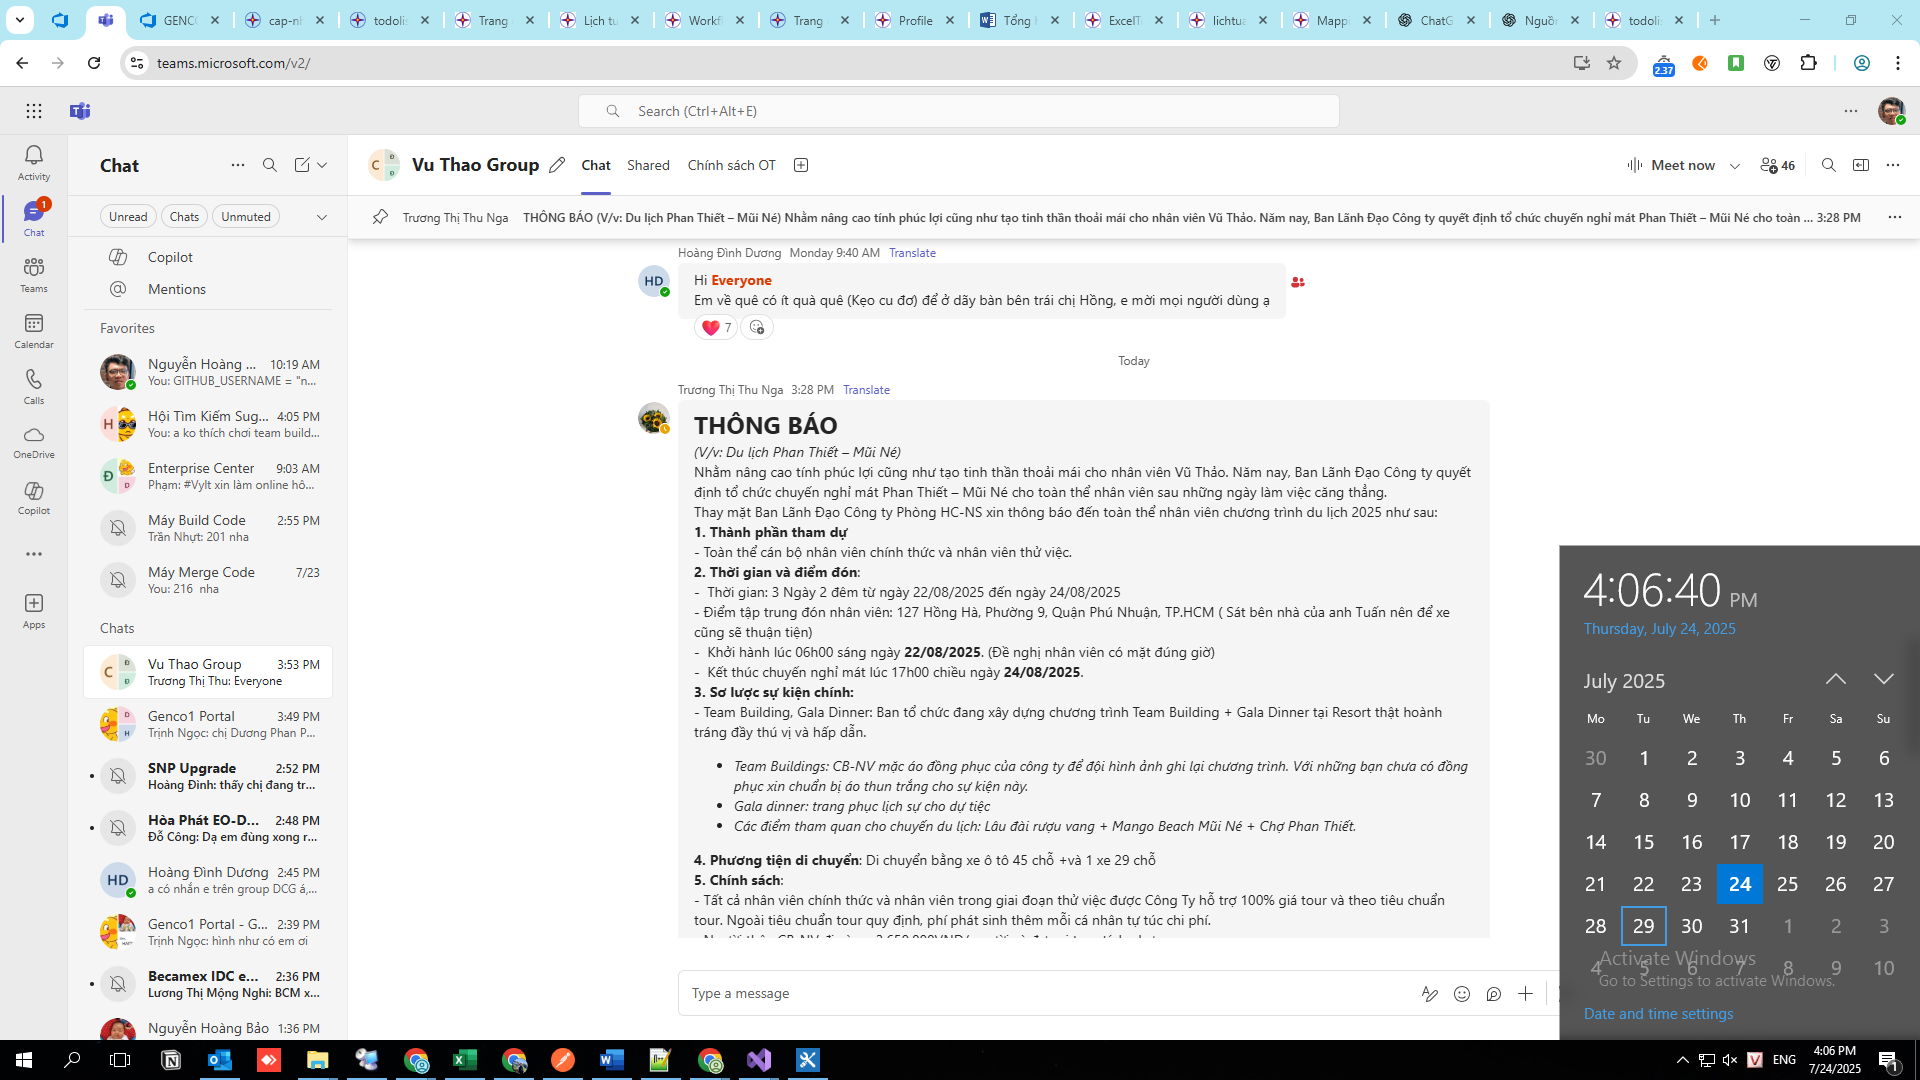 GENC
cap-nh
todolis
Trang
Lịch tu
Workf
Trang
Profile
Tổng
ExcelT
lichtua
Mapp
ChatG
Nguồ
todoli
teams.microsoft.com/v2/
2.37
Search (Ctrl+Alt+E)
Activity
1
Chat
Teams
Calendar
Calls
OneDrive
Copilot
Apps
Chat
Unread
Chats
Unmuted
Copilot
Mentions
Favorites
Nguyễn Hoàng ... 10:19 AM
You: GITHUB_USERNAME = "n...
H
Hội Tìm Kiếm Sug... 4:05 PM
You: a ko thích chơi team build...
Đ
D
Enterprise Center 9:03 AM
Phạm: #Vylt xin làm online hô...
Máy Build Code 2:55 PM
Trần Nhựt: 201 nha
Máy Merge Code 7/23
You: 216 nha
Chats
C
Đ
Đ
Vu Thao Group 3:53 PM
Trương Thị Thu: Everyone
D
H
Genco1 Portal 3:49 PM
Trịnh Ngọc: chị Dương Phan P...
SNP Upgrade 2:52 PM
Hoàng Đình: thấy chị đang tr...
Hòa Phát EO-D... 2:48 PM
Đỗ Công: Dạ em đùng xong r...
HD
Hoàng Đình Dương 2:45 PM
a có nhắn e trên group DCG á,...
Genco1 Portal - G... 2:39 PM
Trịnh Ngọc: hình như có em ơi
Becamex IDC e... 2:36 PM
Lương Thị Mộng Nghi: BCM x...
Nguyễn Hoàng Bảo 1:36 PM
C
Đ
Đ
Vu Thao Group
Chat
Shared
Chính sách OT
Meet now
46
Trương Thị Thu Nga THÔNG BÁO (V/v: Du lịch Phan Thiết – Mũi Né) Nhằm nâng cao tính phúc lợi cũng như tạo tinh thần thoải mái cho nhân viên Vũ Thảo. Năm nay, Ban Lãnh Đạo Công ty quyết định tổ chức chuyến nghỉ mát Phan Thiết – Mũi Né cho toàn ... 3:28 PM
Hoàng Đình Dương Monday 9:40 AM Translate
HD
Hi Everyone
Em về quê có ít quà quê (Kẹo cu đơ) để ở dãy bàn bên trái chị Hồng, e mời mọi người dùng ạ
7
Today
Trương Thị Thu Nga 3:28 PM Translate
THÔNG BÁO
(V/v: Du lịch Phan Thiết – Mũi Né)
Nhằm nâng cao tính phúc lợi cũng như tạo tinh thần thoải mái cho nhân viên Vũ Thảo. Năm nay, Ban Lãnh Đạo Công ty quyết
định tổ chức chuyến nghỉ mát Phan Thiết – Mũi Né cho toàn thể nhân viên sau những ngày làm việc căng thẳng.
Thay mặt Ban Lãnh Đạo Công ty Phòng HC-NS xin thông báo đến toàn thể nhân viên chương trình du lịch 2025 như sau:
1. Thành phần tham dự
- Toàn thể cán bộ nhân viên chính thức và nhân viên thử việc.
2. Thời gian và điểm đón:
- Thời gian: 3 Ngày 2 đêm từ ngày 22/08/2025 đến ngày 24/08/2025
- Điểm tập trung đón nhân viên: 127 Hồng Hà, Phường 9, Quận Phú Nhuận, TP.HCM ( Sát bên nhà của anh Tuấn nên để xe
cũng sẽ thuận tiện)
- Khởi hành lúc 06h00 sáng ngày 22/08/2025. (Đề nghị nhân viên có mặt đúng giờ)
- Kết thúc chuyến nghỉ mát lúc 17h00 chiều ngày 24/08/2025.
3. Sơ lược sự kiện chính:
- Team Building, Gala Dinner: Ban tổ chức đang xây dựng chương trình Team Building + Gala Dinner tại Resort thật hoành
tráng đầy thú vị và hấp dẫn.
• Team Buildings: CB-NV mặc áo đồng phục của công ty để đội hình ảnh ghi lại chương trình. Với những bạn chưa có đồng
phục xin chuẩn bị áo thun trắng cho sự kiện này.
• Gala dinner: trang phục lịch sự cho dự tiệc
• Các điểm tham quan cho chuyến du lịch: Lâu đài rượu vang + Mango Beach Mũi Né + Chợ Phan Thiết.
4. Phương tiện di chuyển: Di chuyển bằng xe ô tô 45 chỗ +và 1 xe 29 chỗ
5. Chính sách:
- Tất cả nhân viên chính thức và nhân viên trong giai đoạn thử việc được Công Ty hỗ trợ 100% giá tour và theo tiêu chuẩn
tour. Ngoài tiêu chuẩn tour quy định, phí phát sinh thêm mỗi cá nhân tự túc chi phí.
Type a message
4:06:40 PM
Thursday, July 24, 2025
July 2025
Mo Tu We Th Fr Sa Su
30 1 2 3 4 5 6
7 8 9 10 11 12 13
14 15 16 17 18 19 20
21 22 23 24 25 26 27
28 29 30 31 1 2 3
4 5 6 7 8 9 10
Activate Windows
Go to Settings to activate Windows.
Date and time settings
ENG
4:06 PM
7/24/2025
1